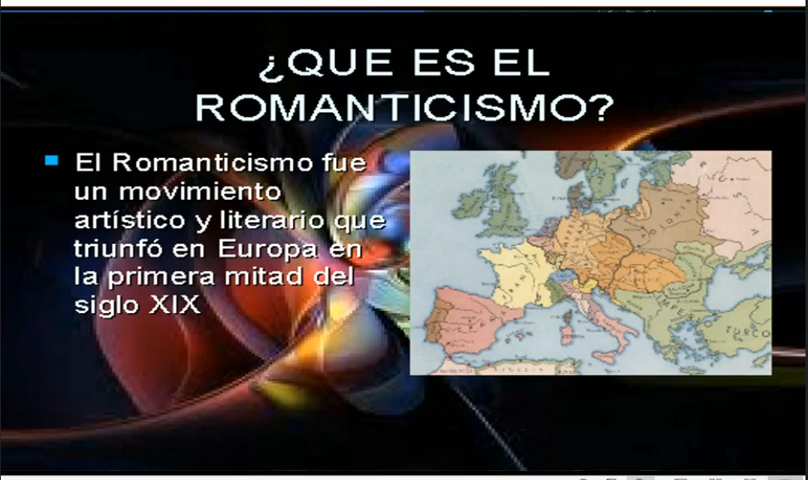 ¿QUE ES EL
ROMANTICISMO?
El Romanticismo fue
un movimiento
artístico y literario que
triunfó en Europa en
la primera mitad del
siglo XIX